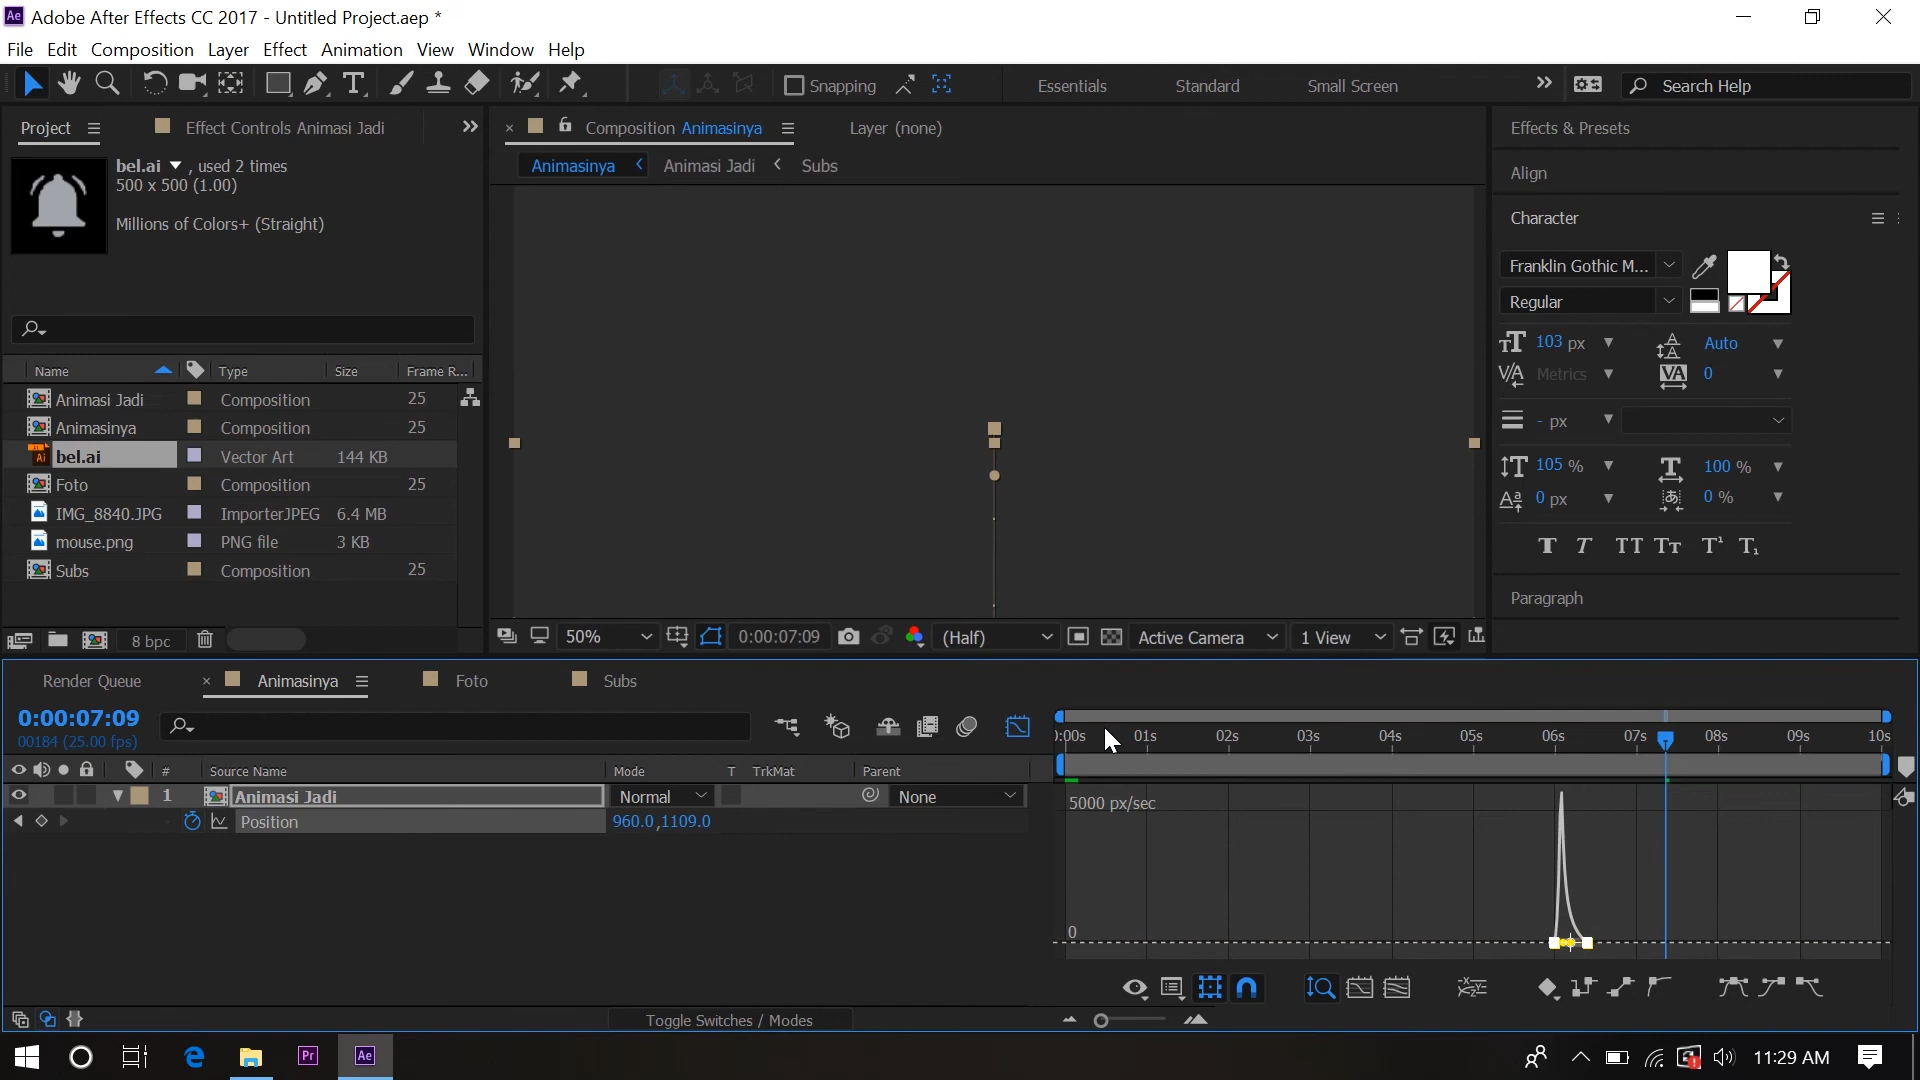 Ae Adobe After Effects CC 2017 - Untitled Project.aep *
File Edit Composition Layer Effect Animation View Window Help
Snapping Essentials Standard Small Screen Search Help
Project Effect Controls Animasi Jadi
bel.ai , used 2 times
500 x 500 (1.00)
Millions of Colors+ (Straight)
Name Type Size Frame R...
Animasi Jadi Composition 25
Animasinya Composition 25
bel.ai Vector Art 144 KB
Foto Composition 25
IMG_8840.JPG ImporterJPEG 6.4 MB
mouse.png PNG file 3 KB
Subs Composition 25
8 bpc
Composition Animasinya Layer (none)
Animasinya Animasi Jadi Subs
50% 0:00:07:09 (Half) Active Camera 1 View
Effects & Presets
Align
Character
Franklin Gothic M...
Regular
103 px Auto
Metrics 0
- px
105 % 100 %
0 px 0 %
T T TT Tт T¹ T₁
Paragraph
Render Queue Animasinya Foto Subs
0:00:07:09
00184 (25.00 fps)
# Source Name Mode T TrkMat Parent
1 Animasi Jadi Normal None
Position 960.0,1109.0
):00s 01s 02s 03s 04s 05s 06s 07s 08s 09s 10s
5000 px/sec
0
Toggle Switches / Modes
Pr Ae 11:29 AM